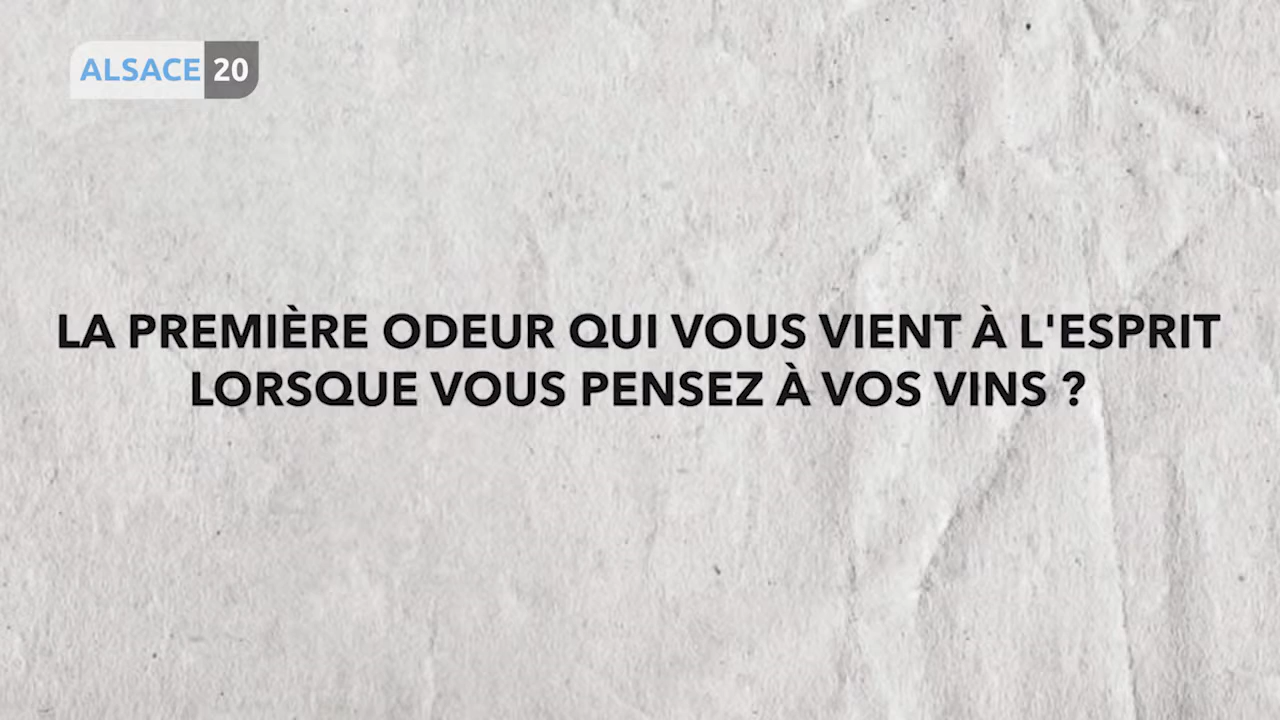 ALSACE 20
LA PREMIÈRE ODEUR QUI VOUS VIENT À L'ESPRIT
LORSQUE VOUS PENSEZ À VOS VINS ?